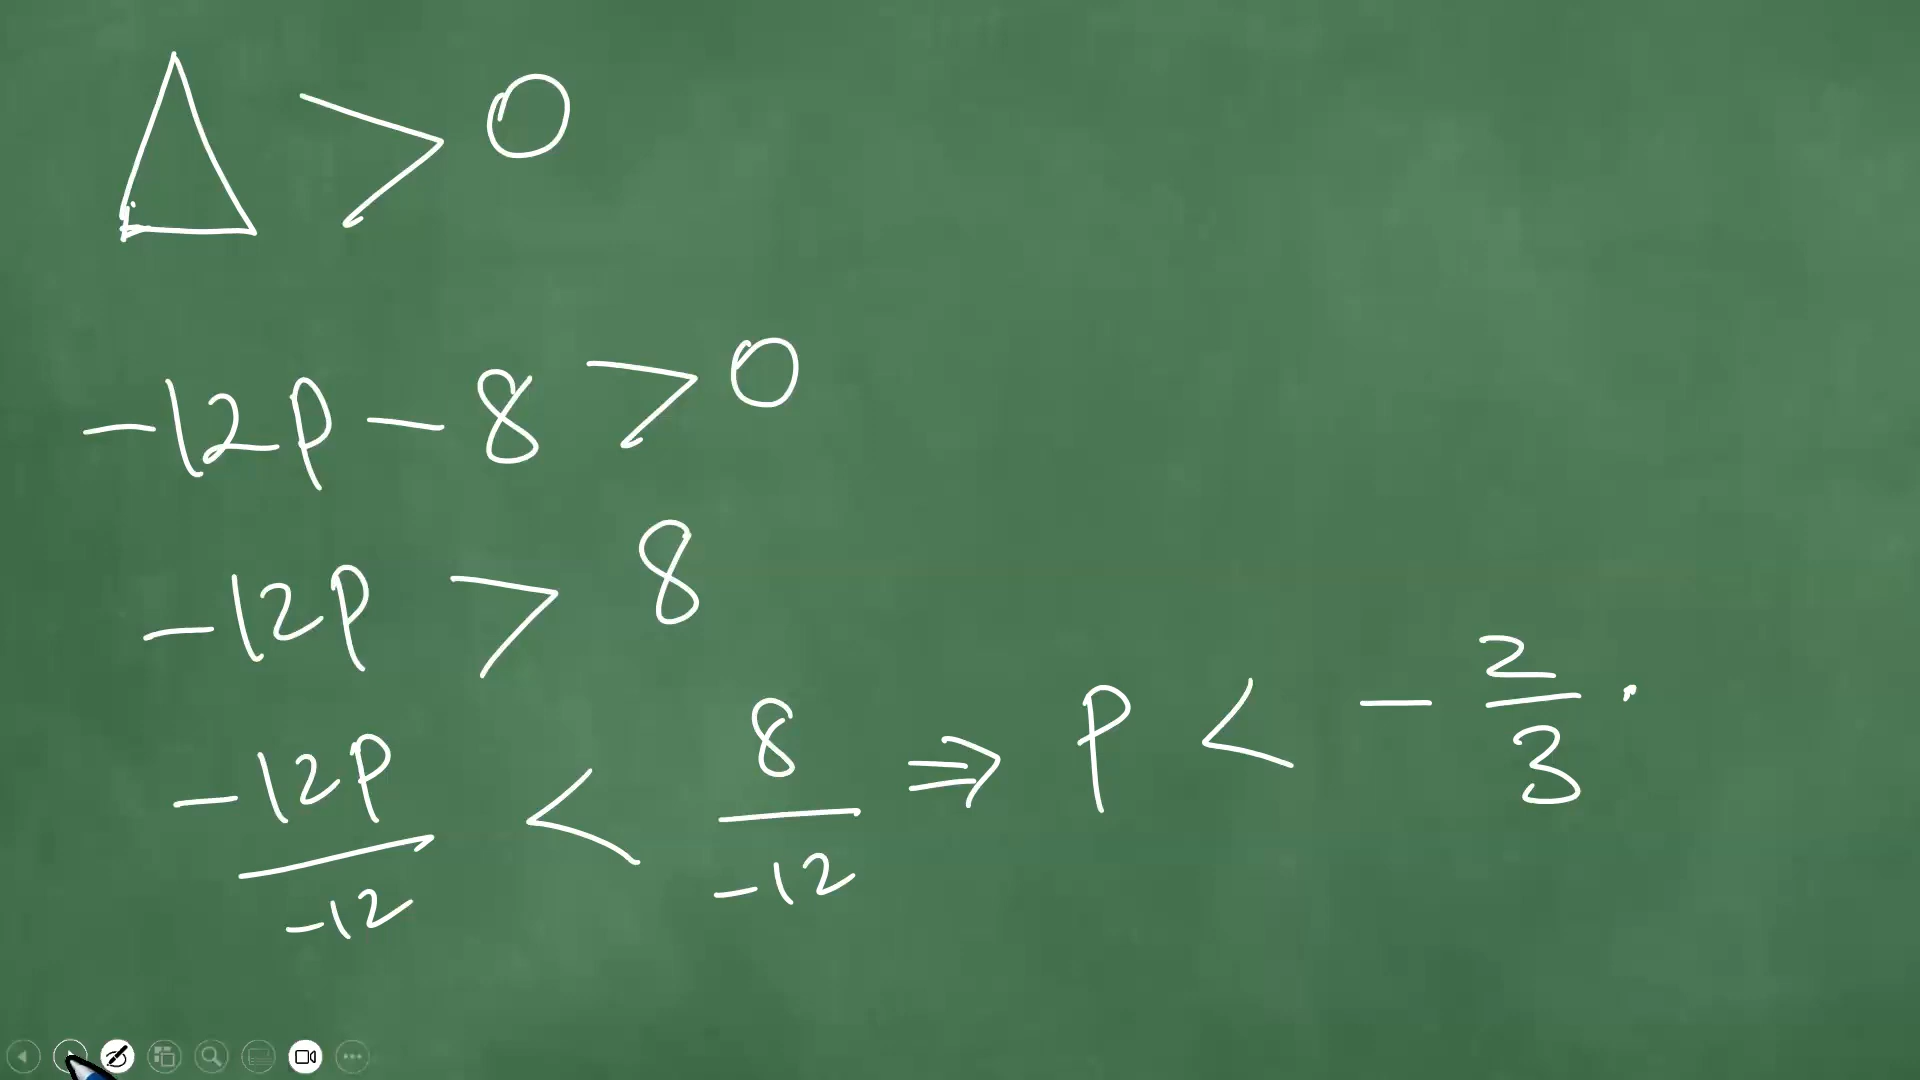 Δ > 0
-12p - 8 > 0
-12p > 8
-12p/-12 < 8/-12 ⇒ p < -2/3.